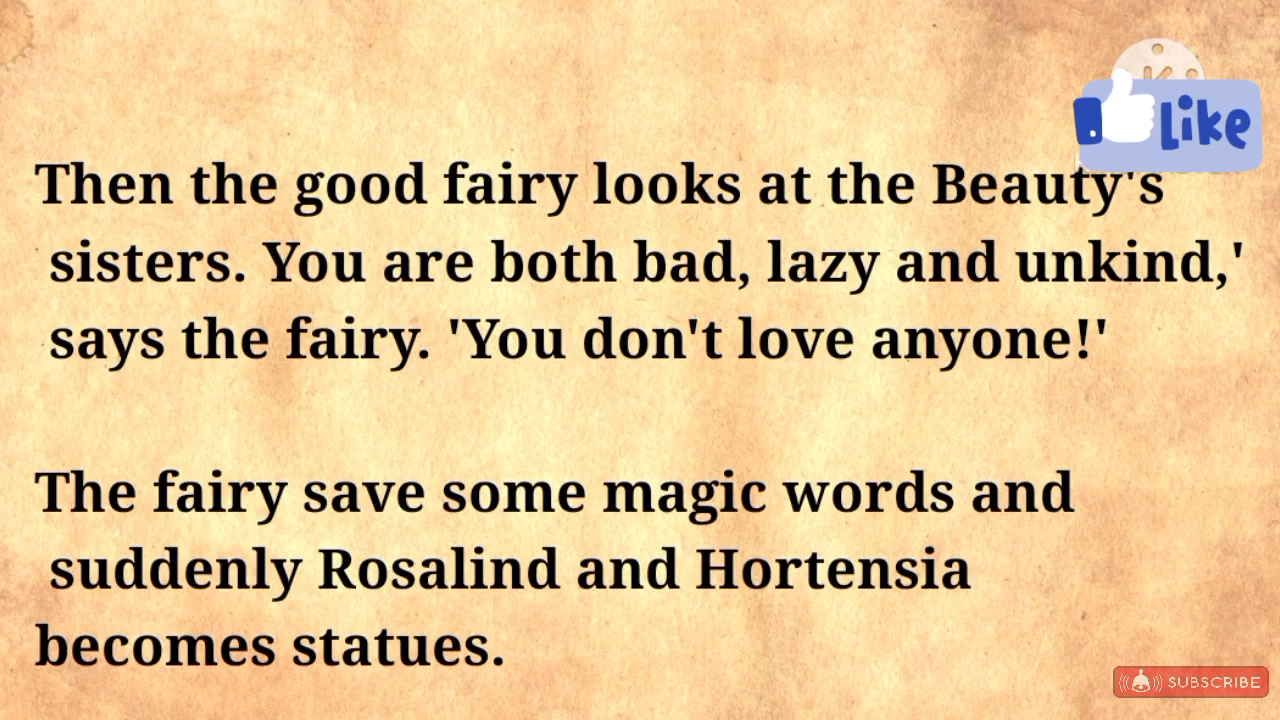 Like
Then the good fairy looks at the Beauty's
sisters. You are both bad, lazy and unkind,'
says the fairy. 'You don't love anyone!'
The fairy save some magic words and
suddenly Rosalind and Hortensia
becomes statues.
SUBSCRIBE